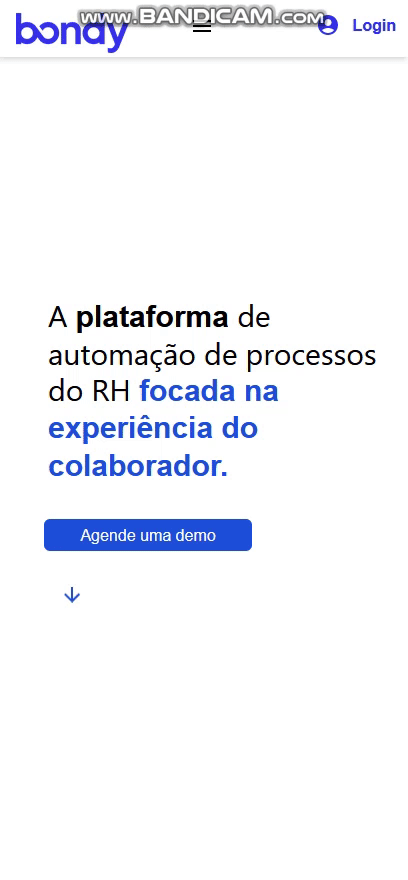 bondy
www.BANDICAM.com
Login
A plataforma de
automação de processos
do RH focada na
experiência do
colaborador.
Agende uma demo